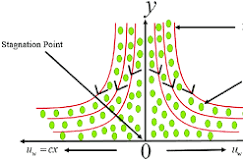 y
Stagnation Point
u_w = cx
0
u_w